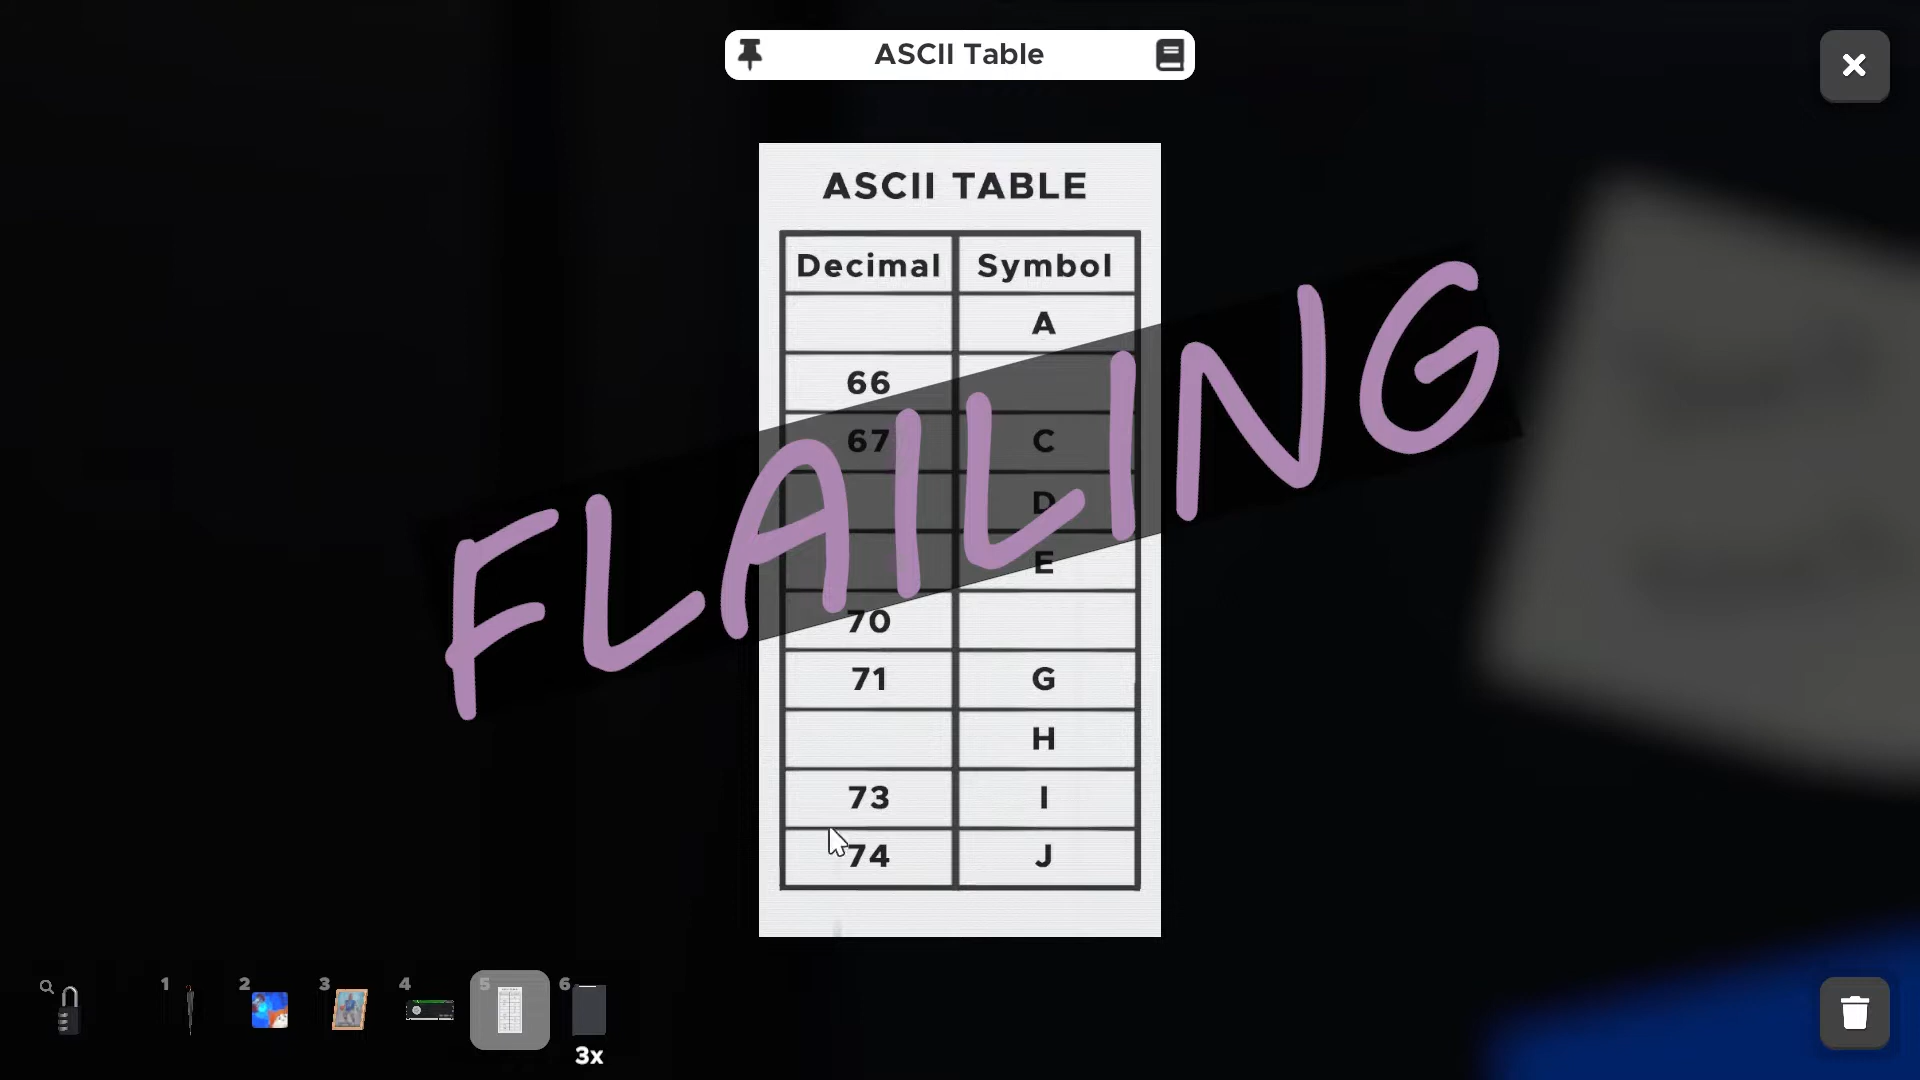 ASCII Table
ASCII TABLE
Decimal Symbol
A
66
67 C
D
E
70
71 G
H
73 I
74 J
FLAILING
1 2 3 4 5 6
3x